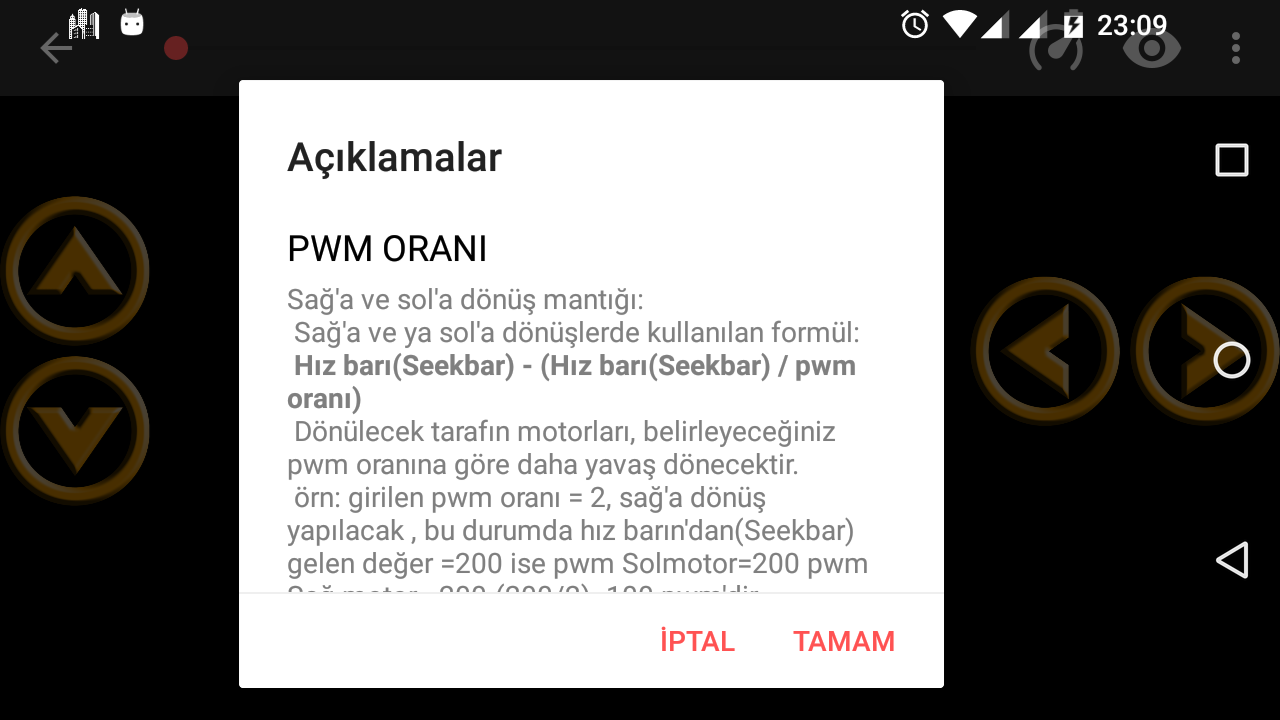 23:09
Açıklamalar
PWM ORANI
Sağ'a ve sol'a dönüş mantığı:
Sağ'a ve ya sol'a dönüşlerde kullanılan formül:
Hız barı(Seekbar) - (Hız barı(Seekbar) / pwm
oranı)
Dönülecek tarafın motorları, belirleyeceğiniz
pwm oranına göre daha yavaş dönecektir.
örn: girilen pwm oranı = 2, sağ'a dönüş
yapılacak , bu durumda hız barın'dan(Seekbar)
gelen değer =200 ise pwm Solmotor=200 pwm
İPTAL
TAMAM